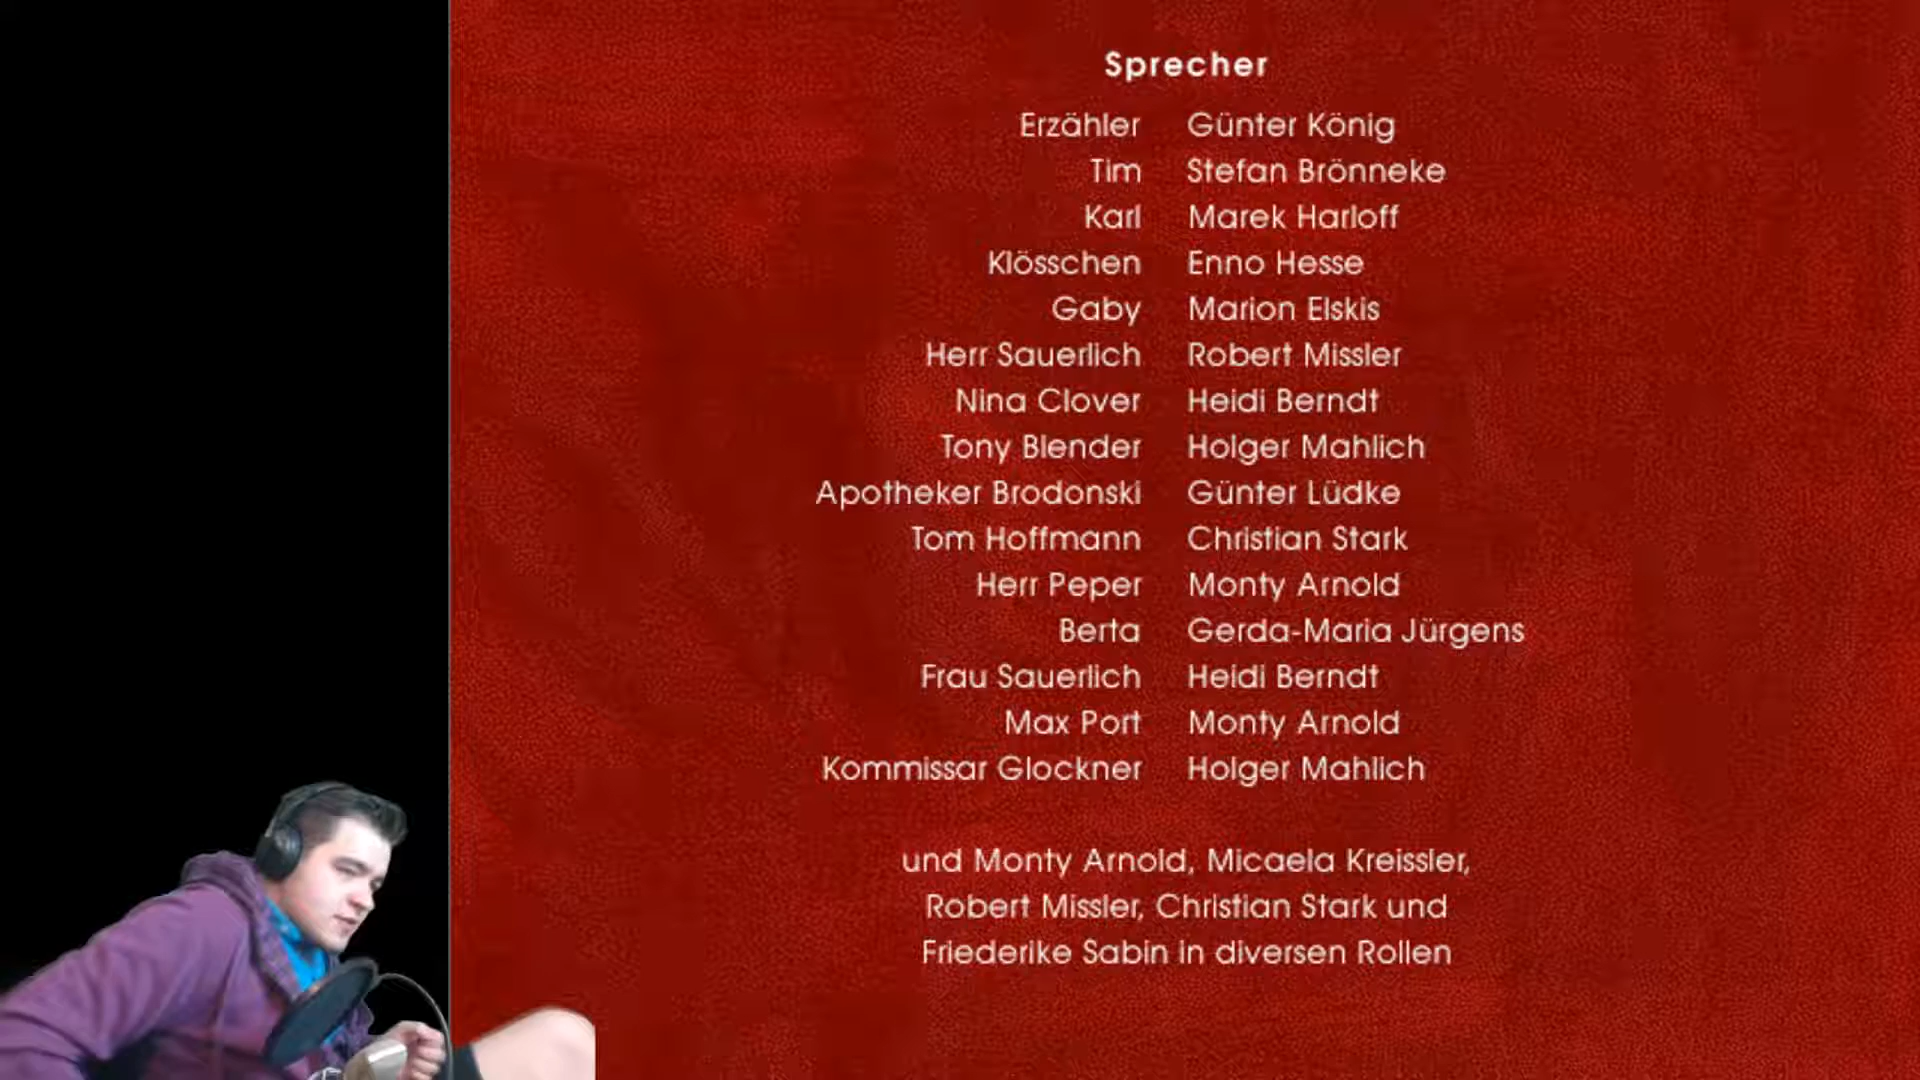 Sprecher
Erzähler Günter König
Tim Stefan Brönneke
Karl Marek Harloff
Klösschen Enno Hesse
Gaby Marion Elskis
Herr Sauerlich Robert Missler
Nina Clover Heidi Berndt
Tony Blender Holger Mahlich
Apotheker Brodonski Günter Lüdke
Tom Hoffmann Christian Stark
Herr Peper Monty Arnold
Berta Gerda-Maria Jürgens
Frau Sauerlich Heidi Berndt
Max Port Monty Arnold
Kommissar Glockner Holger Mahlich
und Monty Arnold, Micaela Kreissler,
Robert Missler, Christian Stark und
Friederike Sabin in diversen Rollen